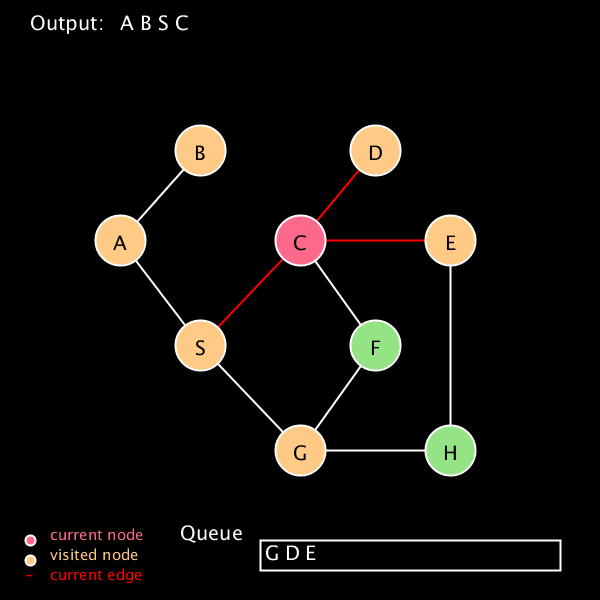 Output: A B S C
B
D
A
C
E
S
F
G
H
current node
visited node
current edge
Queue
G D E